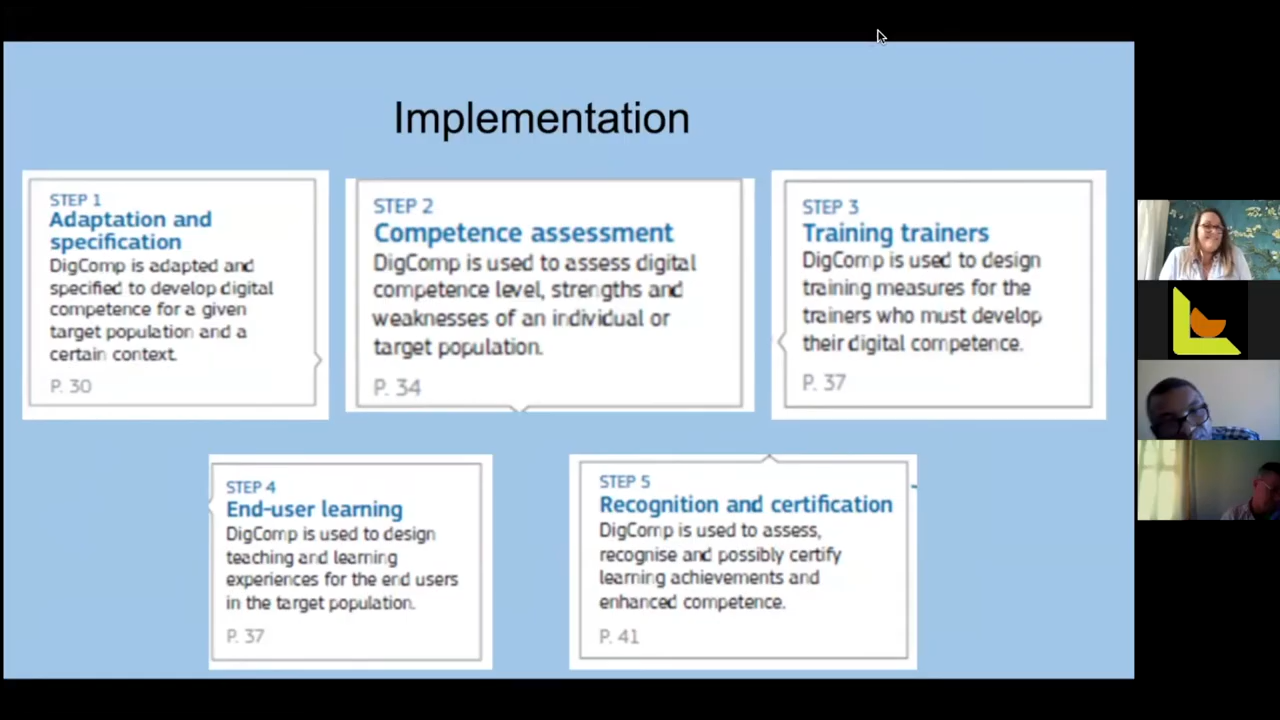 Implementation
STEP 1
Adaptation and
specification
DigComp is adapted and
specified to develop digital
competence for a given
target population and a
certain context.
P. 30
STEP 2
Competence assessment
DigComp is used to assess digital
competence level, strengths and
weaknesses of an individual or
target population.
P. 34
STEP 3
Training trainers
DigComp is used to design
training measures for the
trainers who must develop
their digital competence.
P. 37
STEP 4
End-user learning
DigComp is used to design
teaching and learning
experiences for the end users
in the target population.
P. 37
STEP 5
Recognition and certification
DigComp is used to assess,
recognise and possibly certify
learning achievements and
enhanced competence.
P. 41